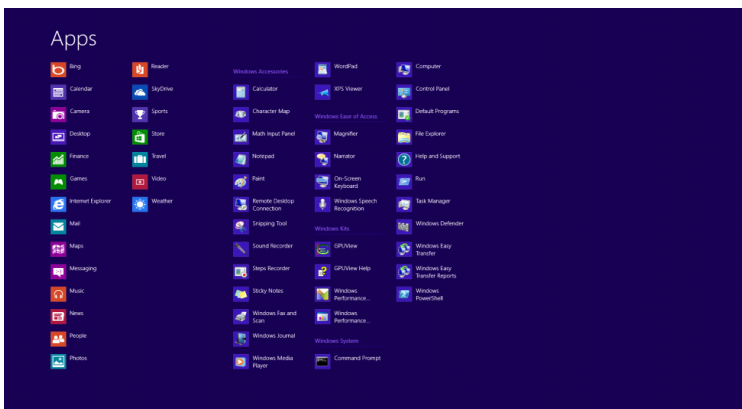 Apps
Bing
Calendar
Camera
Desktop
Finance
Games
Internet Explorer
Mail
Maps
Messaging
Music
News
People
Photos
Reader
SkyDrive
Sports
Store
Travel
Video
Weather
Windows Accessories
Calculator
Character Map
Math Input Panel
Notepad
Paint
Remote Desktop
Connection
Snipping Tool
Sound Recorder
Steps Recorder
Sticky Notes
Windows Fax and
Scan
Windows Journal
Windows Media
Player
WordPad
XPS Viewer
Windows Ease of Access
Magnifier
Narrator
On-Screen
Keyboard
Windows Speech
Recognition
Windows Kits
GPUView
GPUView Help
Windows
Performance...
Windows
Performance...
Windows System
Command Prompt
Computer
Control Panel
Default Programs
File Explorer
Help and Support
Run
Task Manager
Windows Defender
Windows Easy
Transfer
Windows Easy
Transfer Reports
Windows
PowerShell